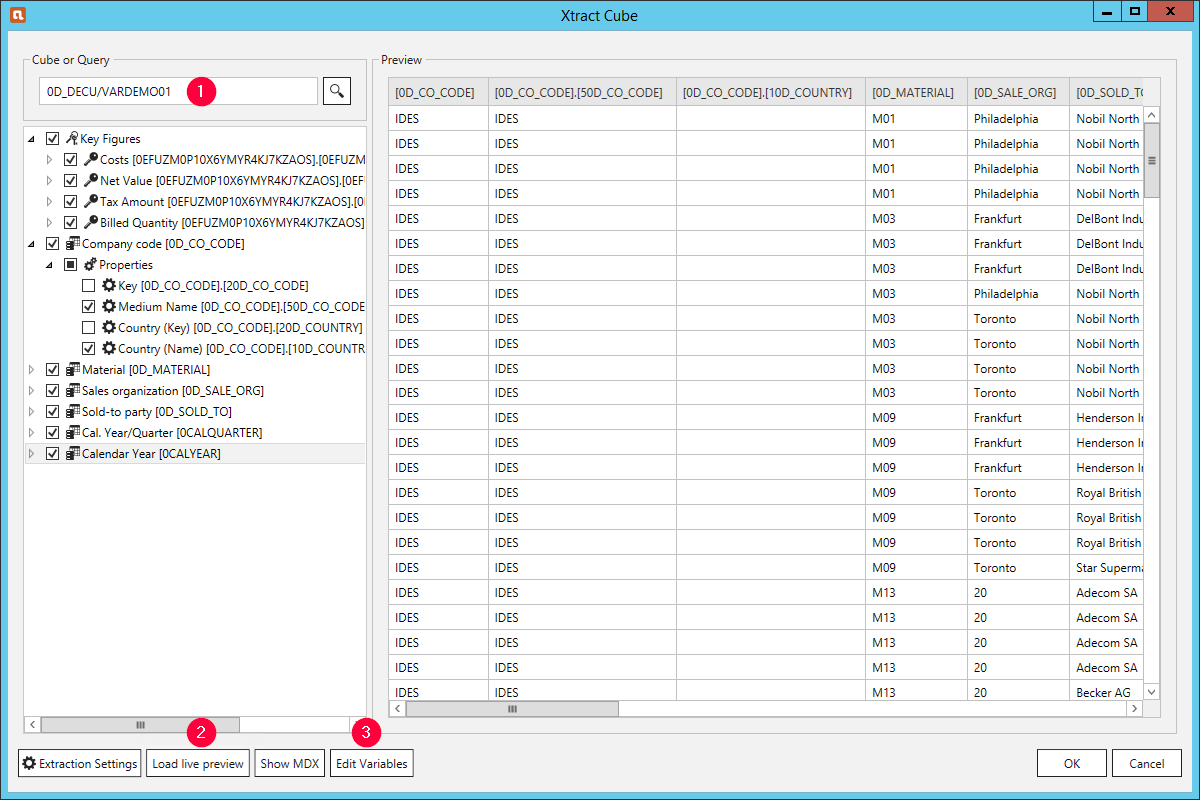 Xtract Cube
Cube or Query
0D_DECU/VARDEMO01
1
Key Figures
Costs [0EFUZM0P10X6YMYR4KJ7KZAOS].[0EFUZM
Net Value [0EFUZM0P10X6YMYR4KJ7KZAOS].[0EFU
Tax Amount [0EFUZM0P10X6YMYR4KJ7KZAOS].[0
Billed Quantity [0EFUZM0P10X6YMYR4KJ7KZAOS]
Company code [0D_CO_CODE]
Properties
Key [0D_CO_CODE].[20D_CO_CODE]
Medium Name [0D_CO_CODE].[50D_CO_CODE
Country (Key) [0D_CO_CODE].[20D_COUNTRY]
Country (Name) [0D_CO_CODE].[10D_COUNTR
Material [0D_MATERIAL]
Sales organization [0D_SALE_ORG]
Sold-to party [0D_SOLD_TO]
Cal. Year/Quarter [0CALQUARTER]
Calendar Year [0CALYEAR]
Preview
[0D_CO_CODE] [0D_CO_CODE].[50D_CO_CODE] [0D_CO_CODE].[10D_COUNTRY] [0D_MATERIAL] [0D_SALE_ORG] [0D_SOLD_TO
IDES IDES M01 Philadelphia Nobil North
IDES IDES M01 Philadelphia Nobil North
IDES IDES M01 Philadelphia Nobil North
IDES IDES M01 Philadelphia Nobil North
IDES IDES M03 Frankfurt DelBont Indu
IDES IDES M03 Frankfurt DelBont Indu
IDES IDES M03 Frankfurt DelBont Indu
IDES IDES M03 Philadelphia Nobil North
IDES IDES M03 Toronto Nobil North
IDES IDES M03 Toronto Nobil North
IDES IDES M03 Toronto Nobil North
IDES IDES M03 Toronto Nobil North
IDES IDES M09 Frankfurt Henderson I
IDES IDES M09 Frankfurt Henderson I
IDES IDES M09 Frankfurt Henderson I
IDES IDES M09 Toronto Royal British
IDES IDES M09 Toronto Royal British
IDES IDES M09 Toronto Royal British
IDES IDES M09 Toronto Star Superma
IDES IDES M13 20 Adecom SA
IDES IDES M13 20 Adecom SA
IDES IDES M13 20 Adecom SA
IDES IDES M13 20 Adecom SA
IDES IDES M13 20 Becker AG
2
3
Extraction Settings
Load live preview
Show MDX
Edit Variables
OK
Cancel